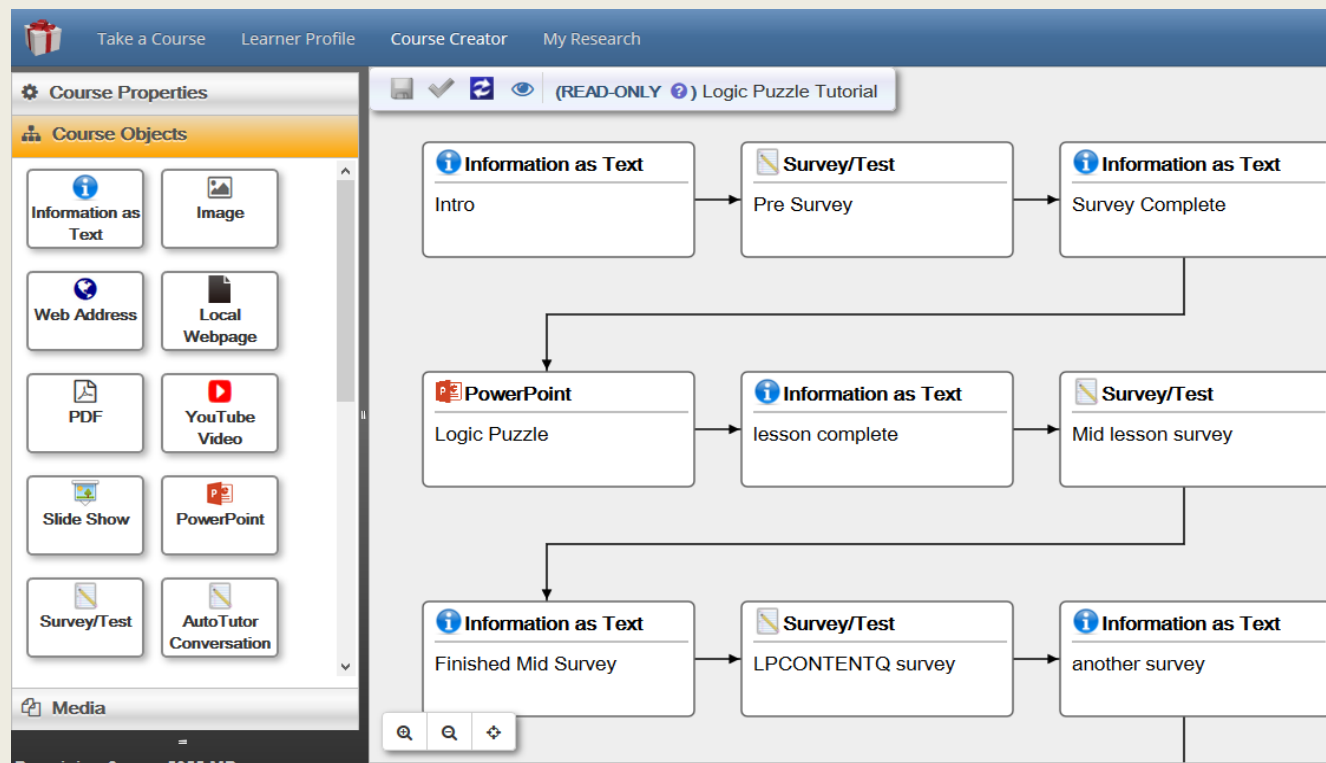 Take a Course Learner Profile Course Creator My Research
Course Properties
(READ-ONLY ? ) Logic Puzzle Tutorial
Course Objects
Information as
Text
Image
Web Address
Local
Webpage
PDF
YouTube
Video
Slide Show
PowerPoint
Survey/Test
AutoTutor
Conversation
Media
Information as Text
Intro
Survey/Test
Pre Survey
Information as Text
Survey Complete
PowerPoint
Logic Puzzle
Information as Text
lesson complete
Survey/Test
Mid lesson survey
Information as Text
Finished Mid Survey
Survey/Test
LPCONTENTQ survey
Information as Text
another survey